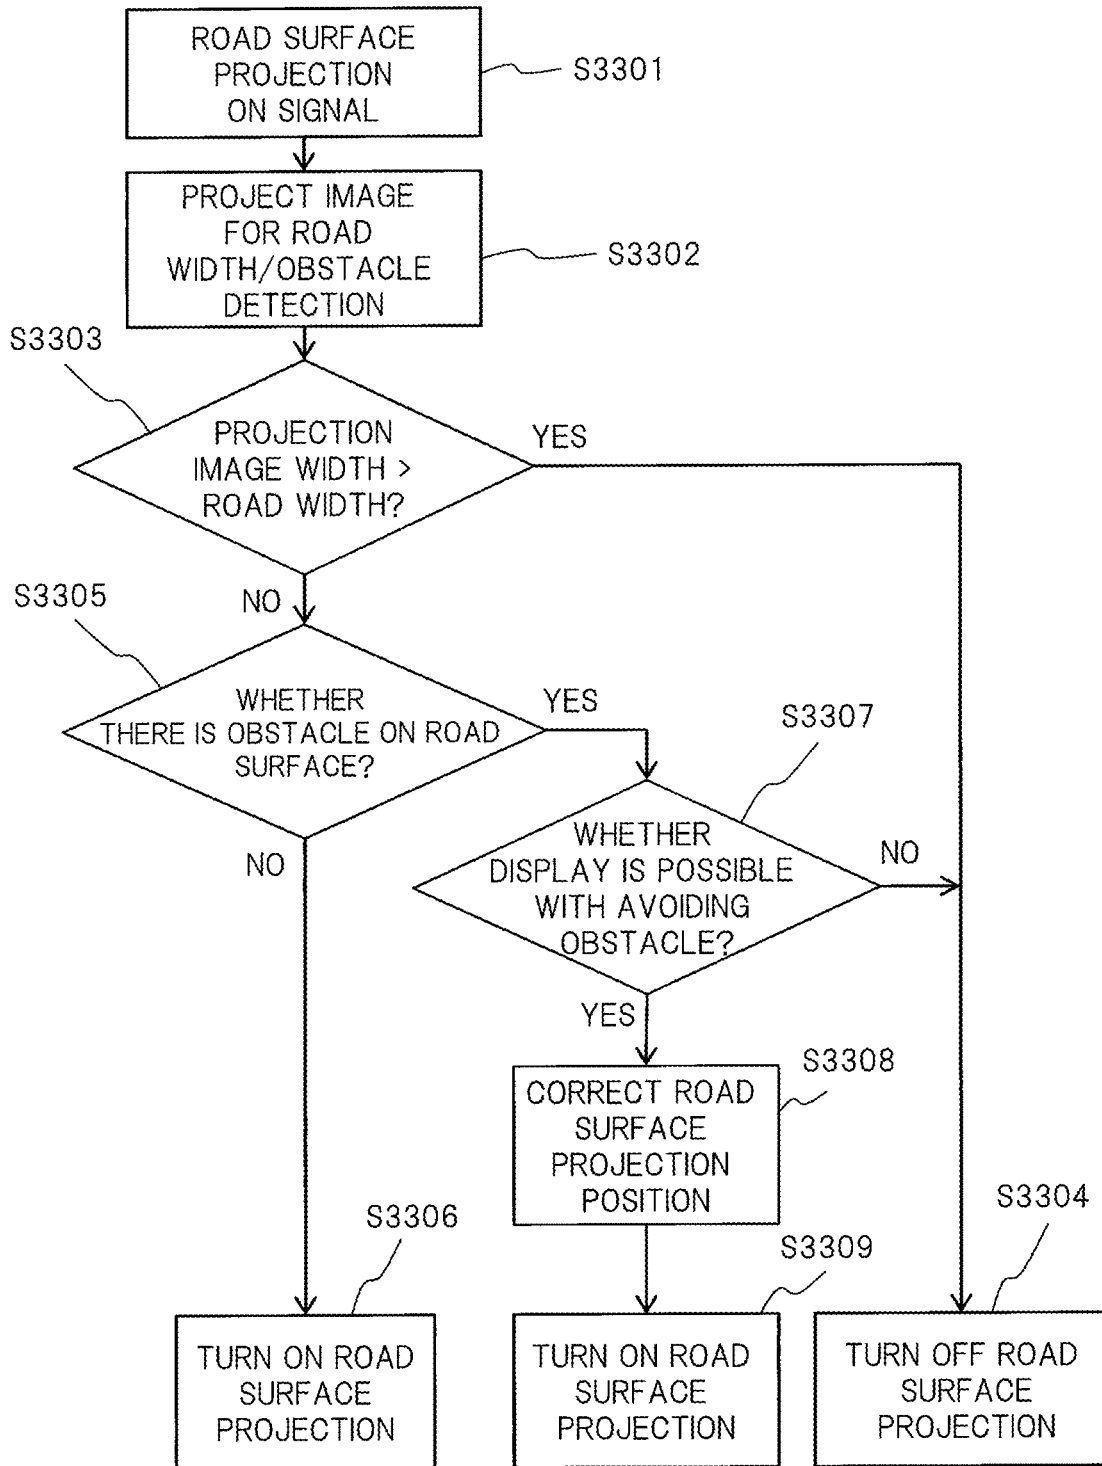 ROAD SURFACE
PROJECTION
ON SIGNAL
S3301
PROJECT IMAGE
FOR ROAD
WIDTH/OBSTACLE
DETECTION
S3302
S3303
PROJECTION
IMAGE WIDTH >
ROAD WIDTH?
YES
NO
S3305
WHETHER
THERE IS OBSTACLE ON ROAD
SURFACE?
YES
NO
S3307
WHETHER
DISPLAY IS POSSIBLE
WITH AVOIDING
OBSTACLE?
NO
YES
S3308
CORRECT ROAD
SURFACE
PROJECTION
POSITION
S3306
TURN ON ROAD
SURFACE
PROJECTION
S3309
TURN ON ROAD
SURFACE
PROJECTION
S3304
TURN OFF ROAD
SURFACE
PROJECTION